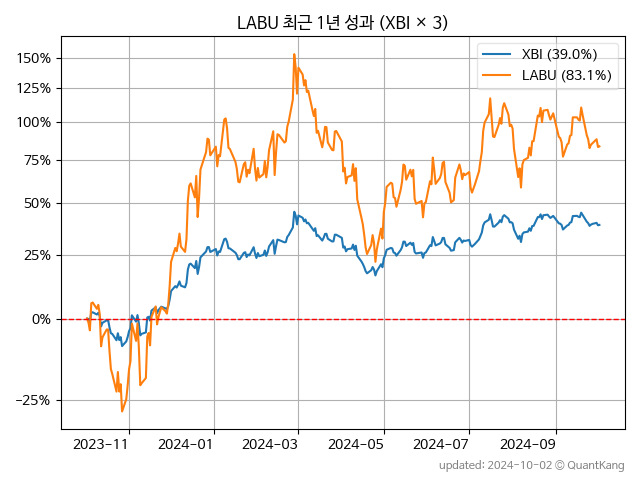 LABU 최근 1년 성과 (XBI × 3)
XBI (39.0%)
LABU (83.1%)
150%
125%
100%
75%
50%
25%
0%
−25%
2023−11 2024−01 2024−03 2024−05 2024−07 2024−09
updated: 2024-10-02 © QuantKang